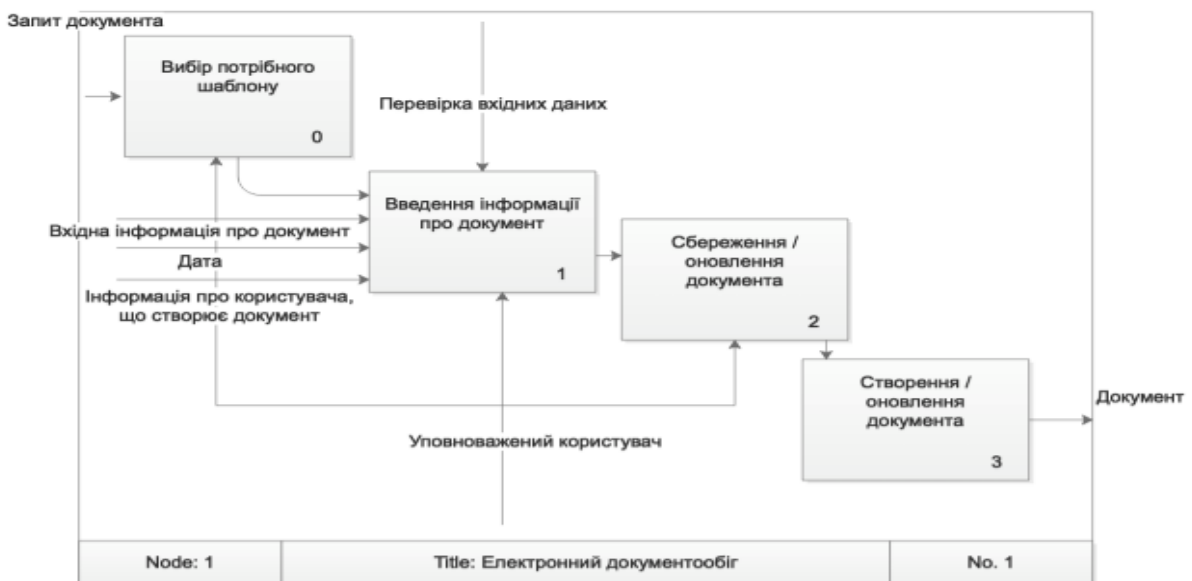 Запит документа
Вибір потрібного
шаблону
0
Перевірка вхідних даних
Введення інформації
про документ
1
Вхідна інформація про документ
Дата
Інформація про користувача,
що створює документ
Сбереження /
оновлення
документа
2
Створення /
оновлення
документа
3
Документ
Уповноважений користувач
Node: 1
Title: Електронний документообіг
No. 1